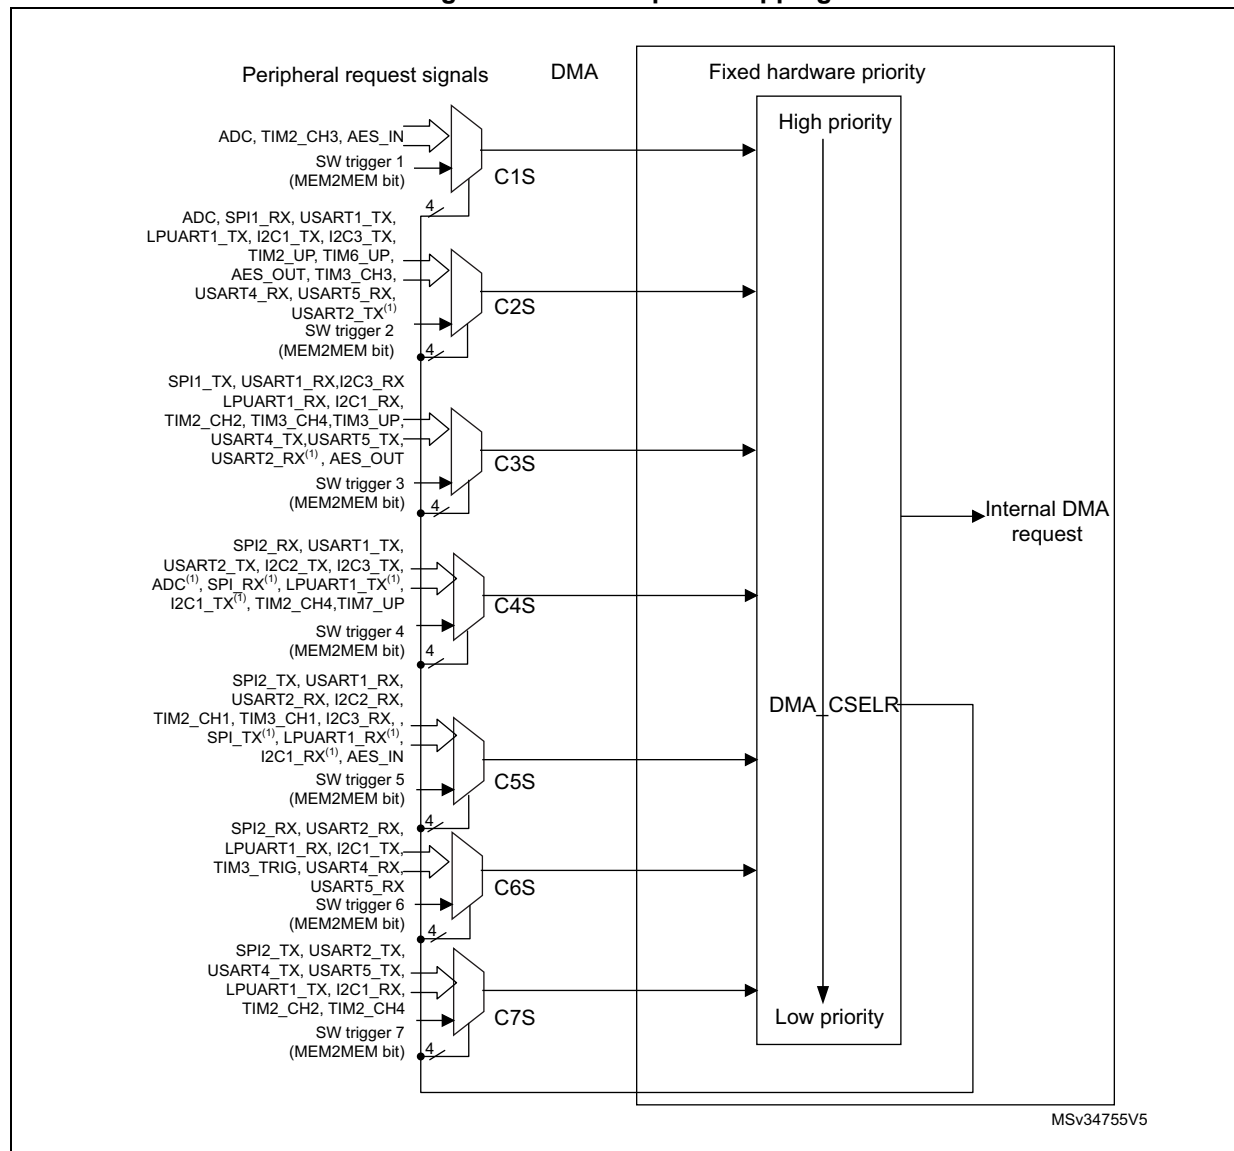 Peripheral request signals
DMA
Fixed hardware priority
High priority
ADC, TIM2_CH3, AES_IN
SW trigger 1
(MEM2MEM bit)
C1S
4
ADC, SPI1_RX, USART1_TX,
LPUART1_TX, I2C1_TX, I2C3_TX,
TIM2_UP, TIM6_UP,
AES_OUT, TIM3_CH3,
USART4_RX, USART5_RX,
USART2_TX(1)
SW trigger 2
(MEM2MEM bit)
C2S
4
SPI1_TX, USART1_RX,I2C3_RX
LPUART1_RX, I2C1_RX,
TIM2_CH2, TIM3_CH4,TIM3_UP,
USART4_TX,USART5_TX,
USART2_RX(1) , AES_OUT
SW trigger 3
(MEM2MEM bit)
C3S
4
Internal DMA
request
SPI2_RX, USART1_TX,
USART2_TX, I2C2_TX, I2C3_TX,
ADC(1), SPI_RX(1), LPUART1_TX(1),
I2C1_TX(1), TIM2_CH4,TIM7_UP
SW trigger 4
(MEM2MEM bit)
C4S
4
SPI2_TX, USART1_RX,
USART2_RX, I2C2_RX,
TIM2_CH1, TIM3_CH1, I2C3_RX, ,
SPI_TX(1), LPUART1_RX(1),
I2C1_RX(1), AES_IN
SW trigger 5
(MEM2MEM bit)
C5S
DMA_CSELR
4
SPI2_RX, USART2_RX,
LPUART1_RX, I2C1_TX,
TIM3_TRIG, USART4_RX,
USART5_RX
SW trigger 6
(MEM2MEM bit)
C6S
4
SPI2_TX, USART2_TX,
USART4_TX, USART5_TX,
LPUART1_TX, I2C1_RX,
TIM2_CH2, TIM2_CH4
SW trigger 7
(MEM2MEM bit)
C7S
4
Low priority
MSv34755V5